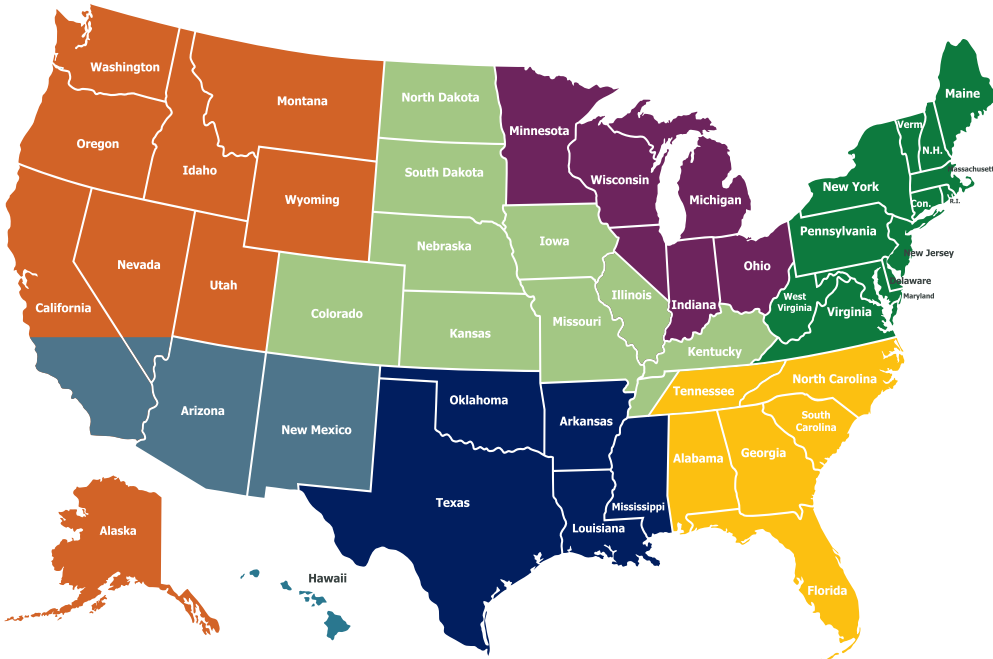 Washington
Montana
North Dakota
Minnesota
Maine
Verm.
N.H.
Oregon
Idaho
South Dakota
Wisconsin
Michigan
New York
Massachusett
Con.
R.I.
Wyoming
Nebraska
Iowa
Pennsylvania
New Jersey
Nevada
Utah
Ohio
Delaware
Maryland
California
Colorado
Kansas
Missouri
Illinois
Indiana
West
Virginia
Virginia
Kentucky
Arizona
New Mexico
Oklahoma
Arkansas
Tennessee
North Carolina
South
Carolina
Texas
Louisiana
Mississippi
Alabama
Georgia
Florida
Alaska
Hawaii